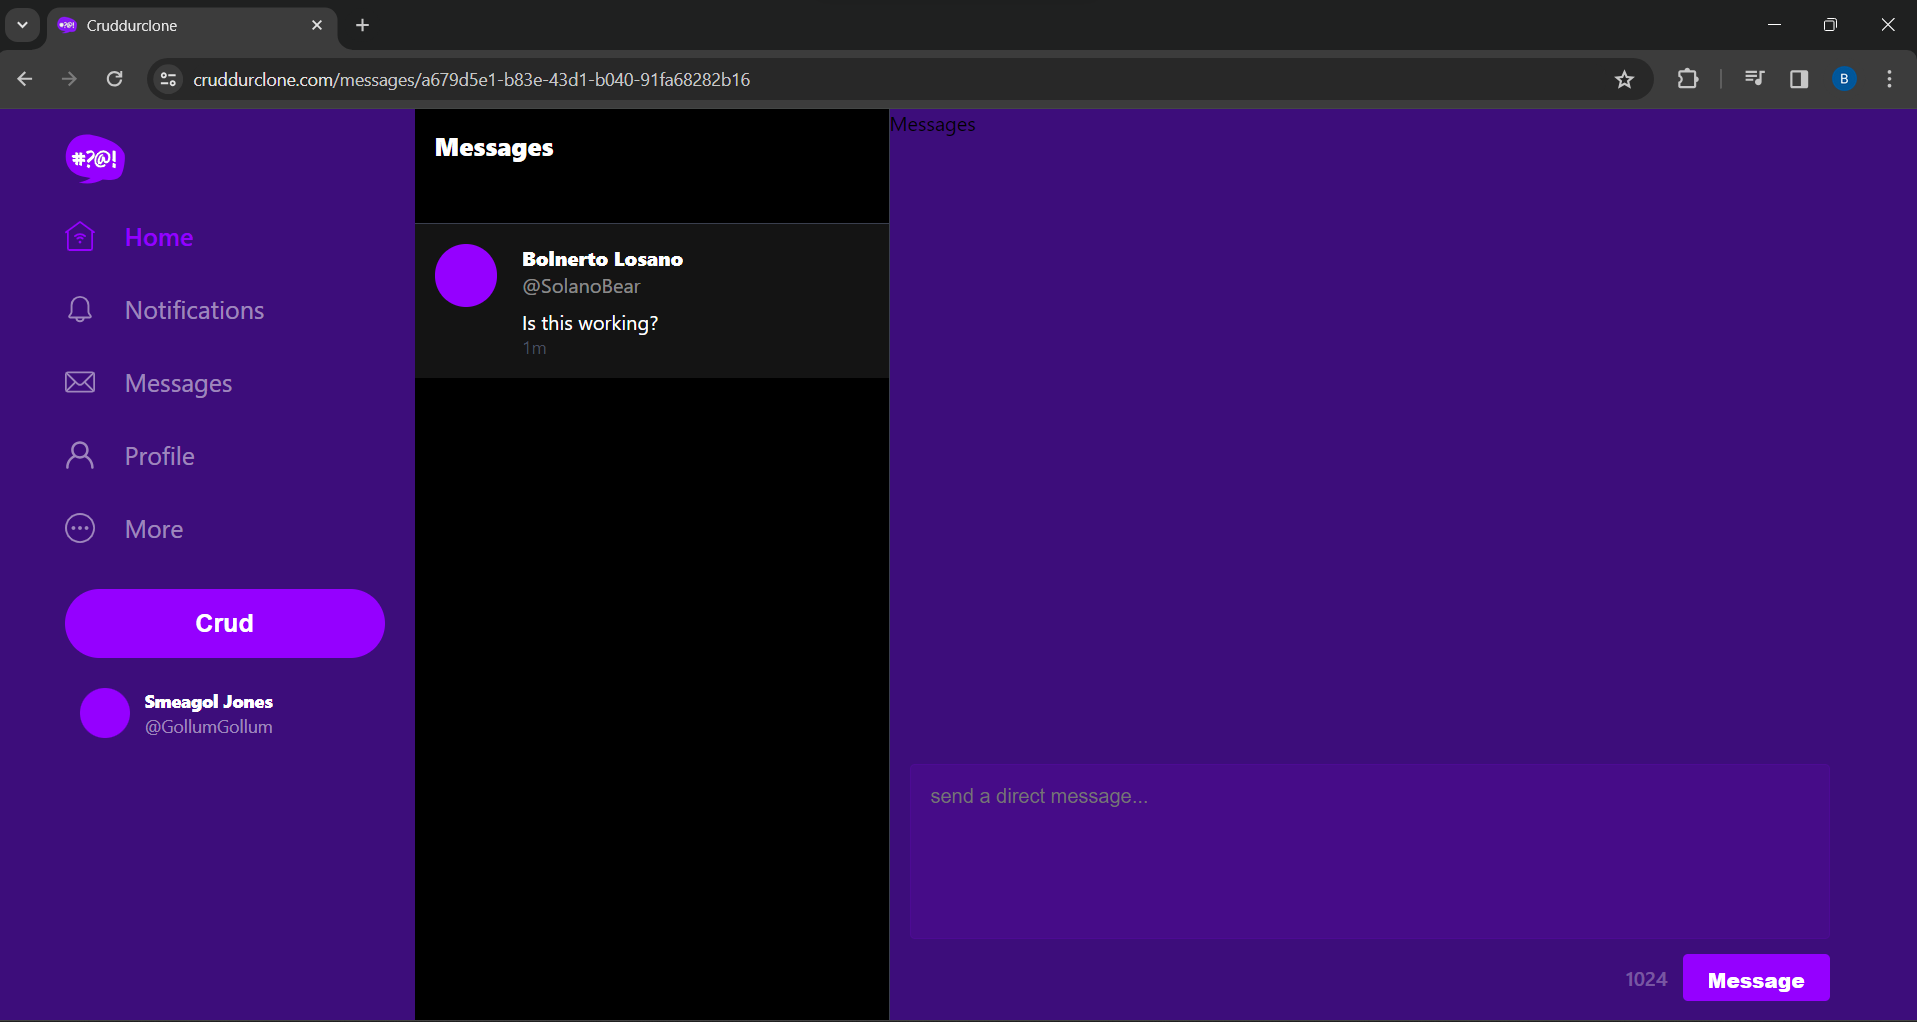 Cruddurclone
cruddurclone.com/messages/a679d5e1-b83e-43d1-b040-91fa68282b16
B
#?@!
Home
Notifications
Messages
Profile
More
Crud
Smeagol Jones
@GollumGollum
Messages
Bolnerto Losano
@SolanoBear
Is this working?
1m
Messages
send a direct message...
1024
Message